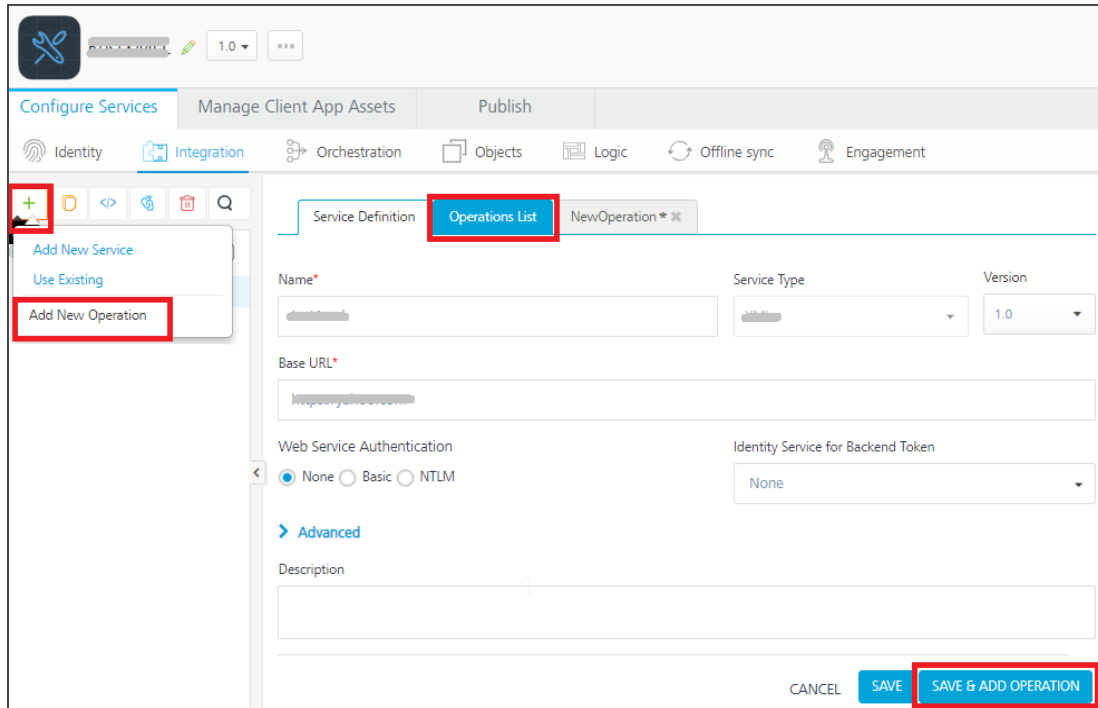 1.0
Configure Services Manage Client App Assets Publish
Identity Integration Orchestration Objects Logic Offline sync Engagement
Add New Service
Use Existing
Add New Operation
Service Definition Operations List NewOperation *
Name* Service Type Version
1.0
Base URL*
Web Service Authentication Identity Service for Backend Token
None Basic NTLM None
Advanced
Description
CANCEL SAVE SAVE & ADD OPERATION